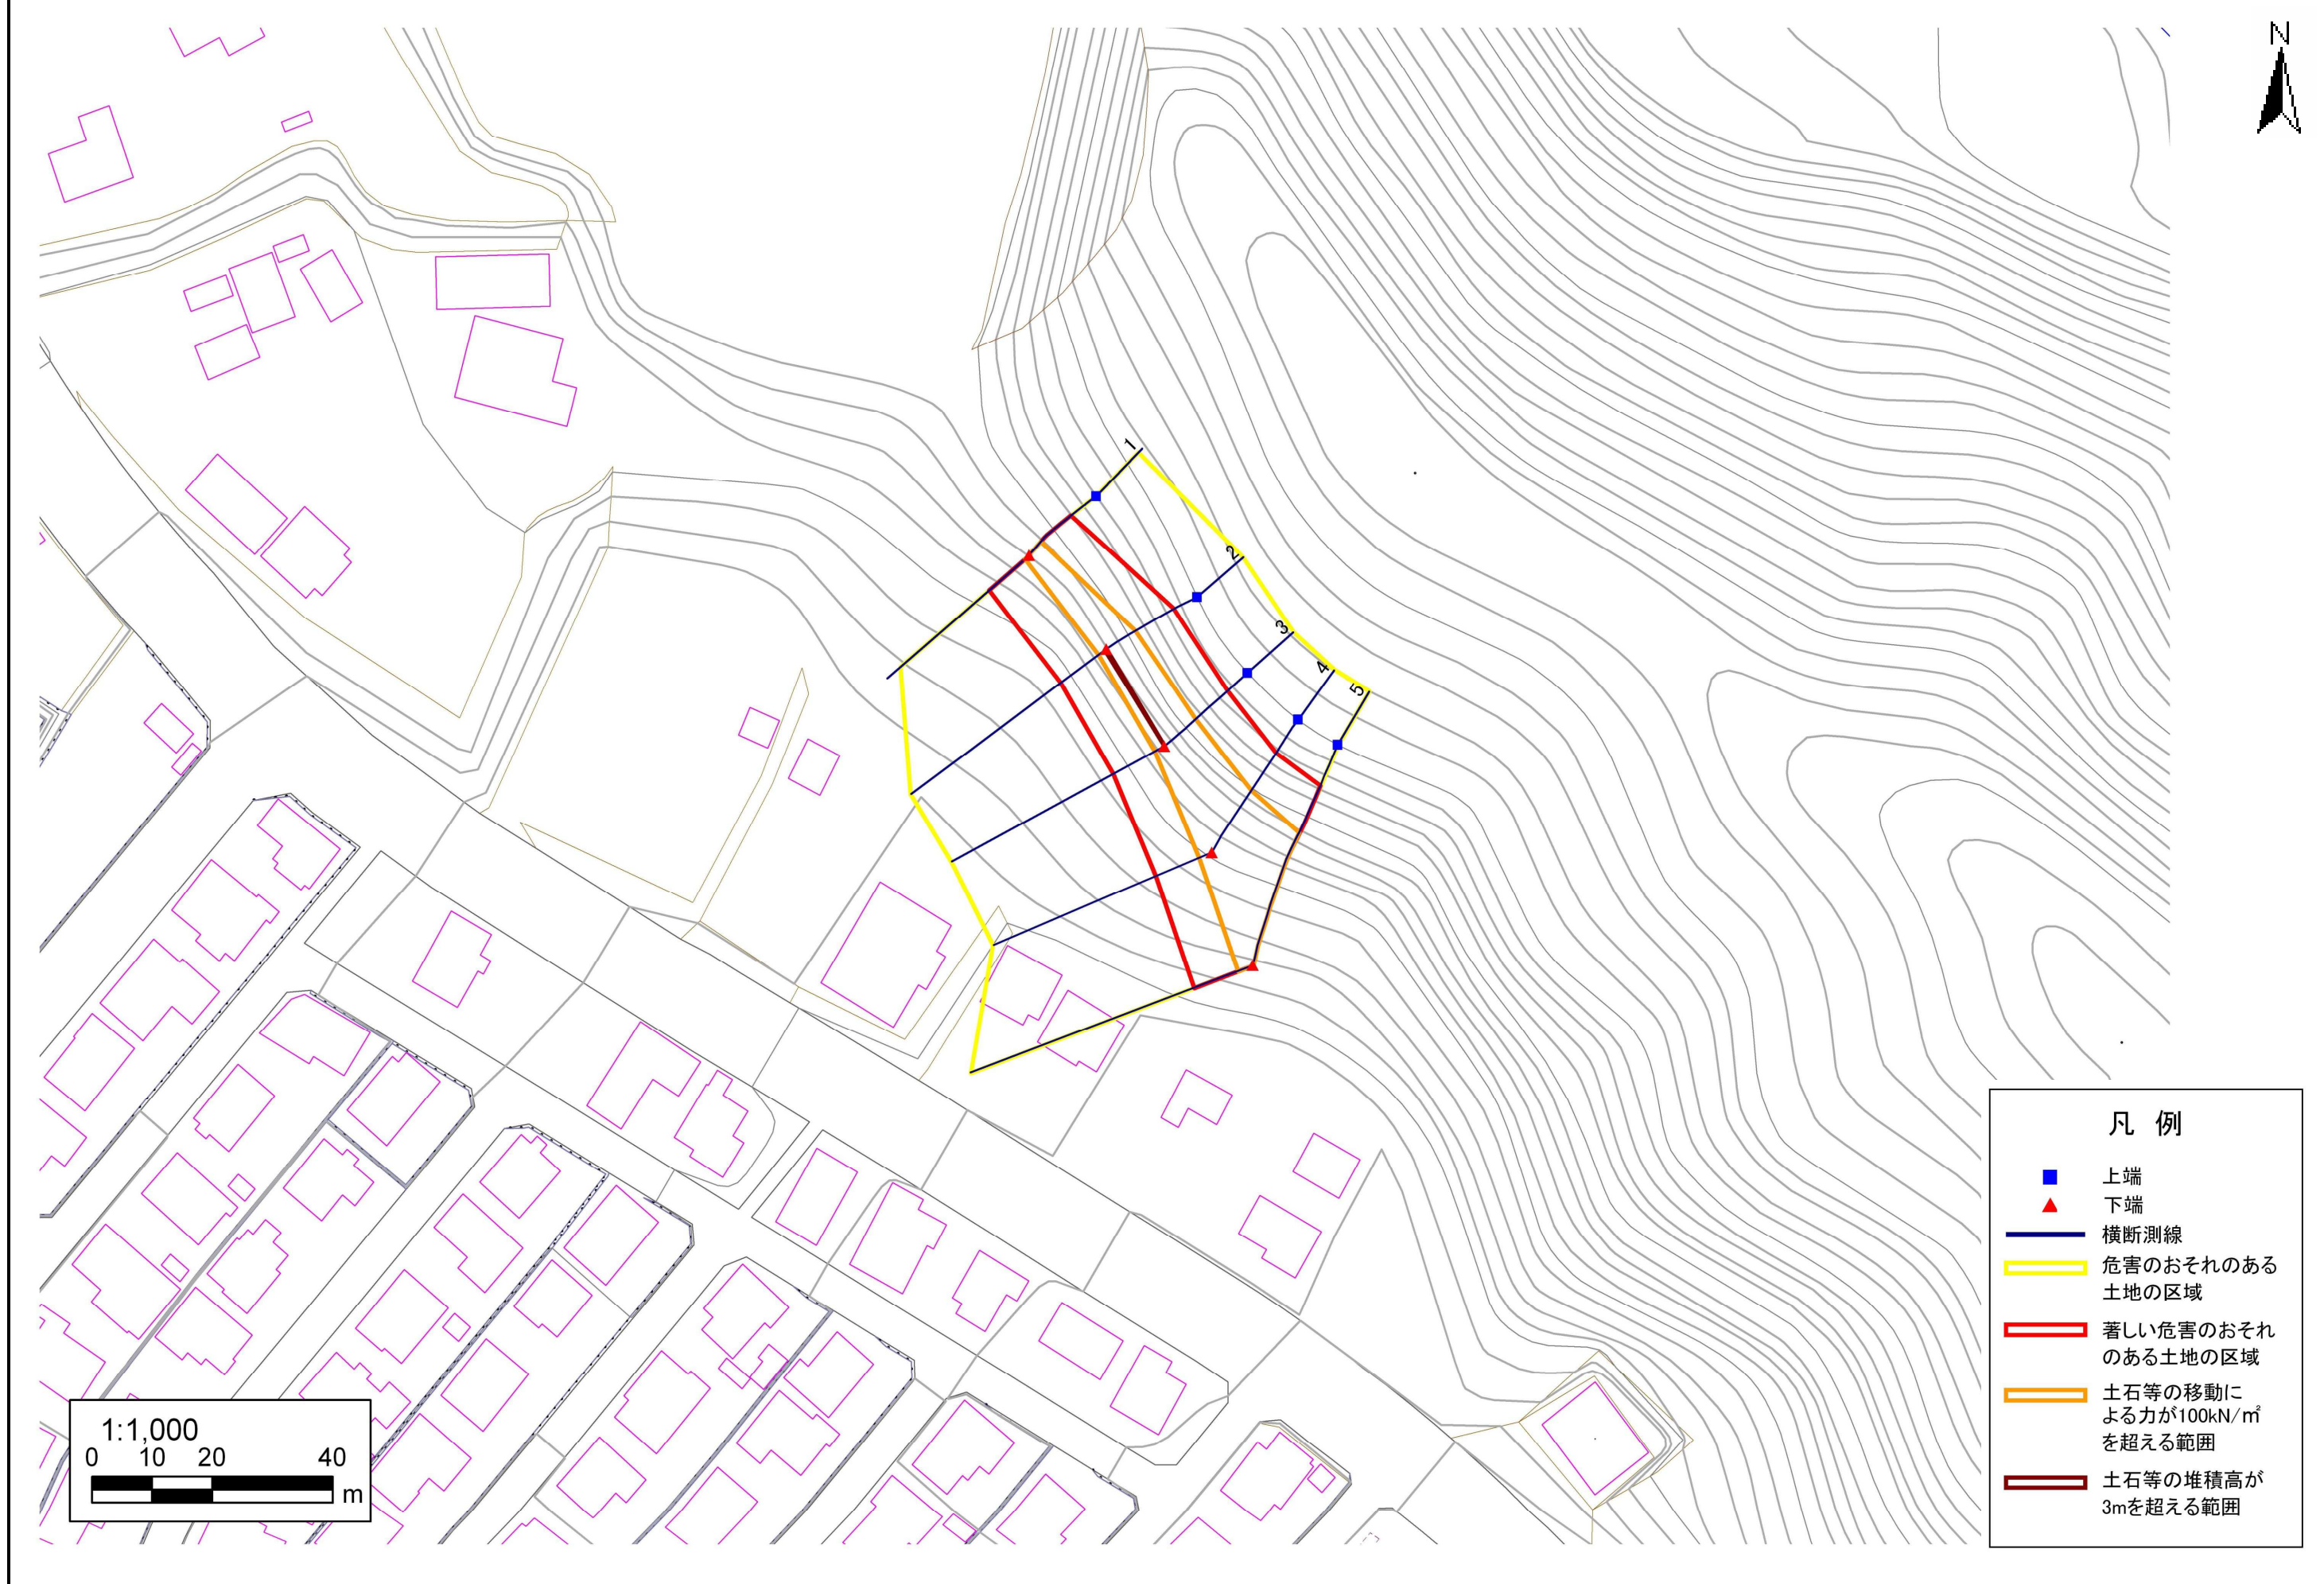 N
1
2
3
4
5
凡 例
上端
下端
横断測線
危害のおそれのある
土地の区域
著しい危害のおそれ
のある土地の区域
土石等の移動に
よる力が100kN/㎡
を超える範囲
土石等の堆積高が
3mを超える範囲
1:1,000
0 10 20 40
m